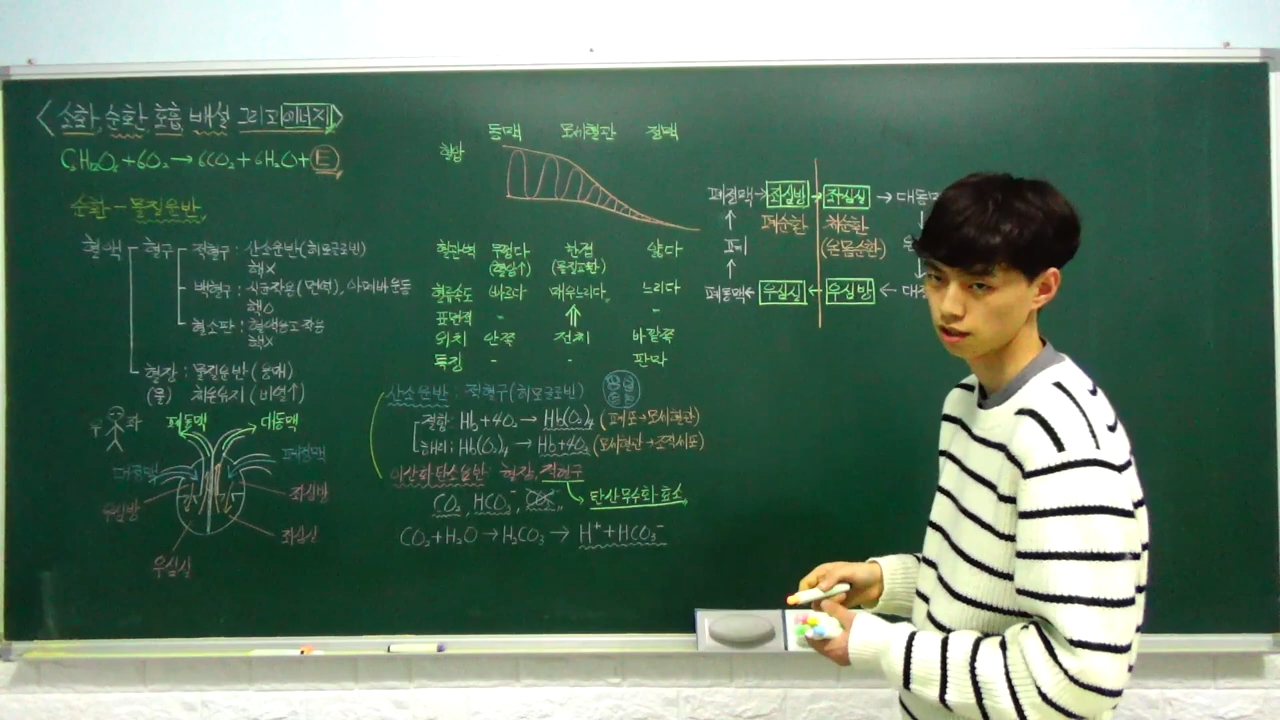 <소화, 순환, 호흡, 배설 그리고 에너지>
C₆H₁₂O₆+6O₂→6CO₂+6H₂O+E
순환 - 물질운반
혈액 혈구 적혈구 : 산소운반(헤모글로빈)
핵X
백혈구 : 식균작용(면역), 아메바운동
핵O
혈소판 : 혈액응고작용
핵X
혈장 : 물질운반(용매)
(물) 체온유지(비열↑)
우 좌
폐동맥 대동맥
대정맥 폐정맥
우심방 좌심방
우심실 좌심실
동맥 모세혈관 정맥
혈압
혈관벽 두껍다 한겹 얇다
(혈압↑) (물질교환)
혈류속도 빠르다 매우느리다 느리다
표면적 - ⇑ -
위치 안쪽 전체 바깥쪽
특징 - - 판막
산소운반 : 적혈구(헤모글로빈)
결합 : Hb+4O₂ → Hb(O₂)₄ (폐포→모세혈관)
해리 : Hb(O₂)₄ → Hb+4O₂ (모세혈관→조직세포)
이산화탄소운반 : 혈장, 적혈구
CO₂, HCO₃⁻,
탄산무수화효소
CO₂+H₂O→H₂CO₃→ H⁺+HCO₃⁻
폐정맥→좌심방→좌심실→대동맥
↑ 폐순환 체순환 ↓
폐 (온몸순환)
↑
폐동맥←우심실←우심방←대